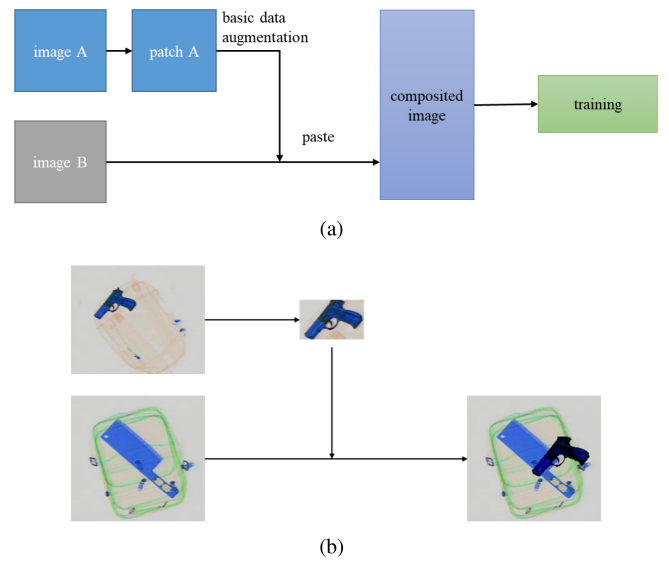 image A
patch A
basic data
augmentation
composited
image
training
paste
image B
(a)
(b)